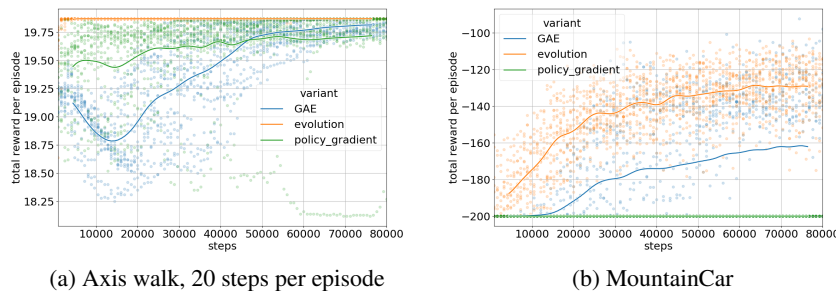 total reward per episode
19.75
19.50
19.25
19.00
18.75
18.50
18.25
variant
GAE
evolution
policy_gradient
10000 20000 30000 40000 50000 60000 70000 80000
steps
(a) Axis walk, 20 steps per episode
total reward per episode
−100
−120
−140
−160
−180
−200
variant
GAE
evolution
policy_gradient
10000 20000 30000 40000 50000 60000 70000 80000
steps
(b) MountainCar